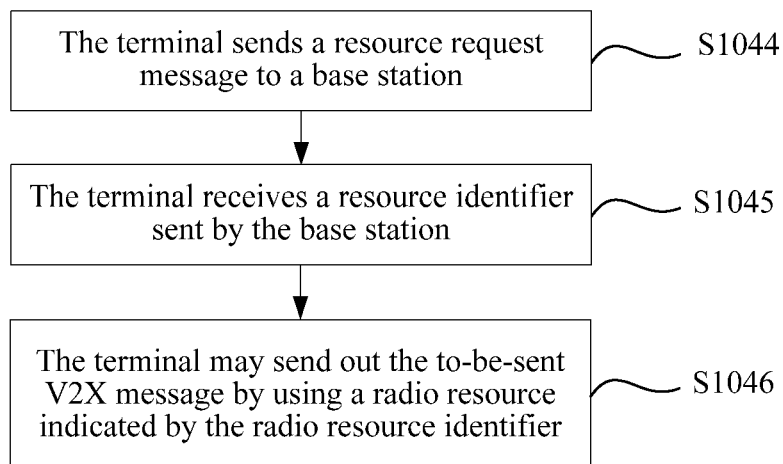 The terminal sends a resource request
message to a base station
S1044
The terminal receives a resource identifier
sent by the base station
S1045
The terminal may send out the to-be-sent
V2X message by using a radio resource
indicated by the radio resource identifier
S1046